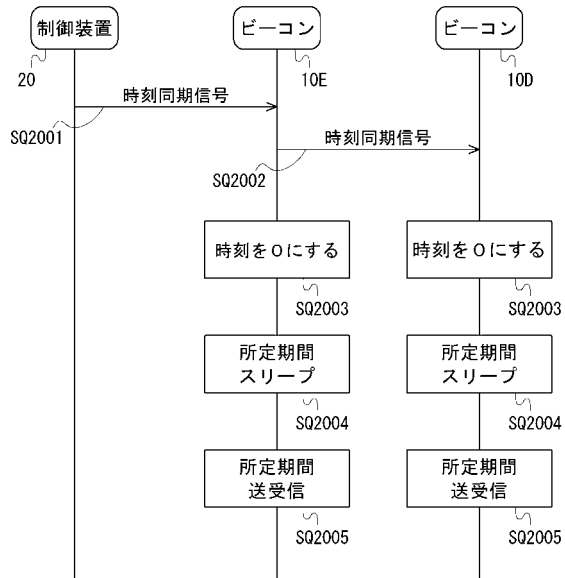 制御装置
ビーコン
ビーコン
20
10E
10D
時刻同期信号
SQ2001
時刻同期信号
SQ2002
時刻を0にする
時刻を0にする
SQ2003
SQ2003
所定期間
スリープ
所定期間
スリープ
SQ2004
SQ2004
所定期間
送受信
所定期間
送受信
SQ2005
SQ2005